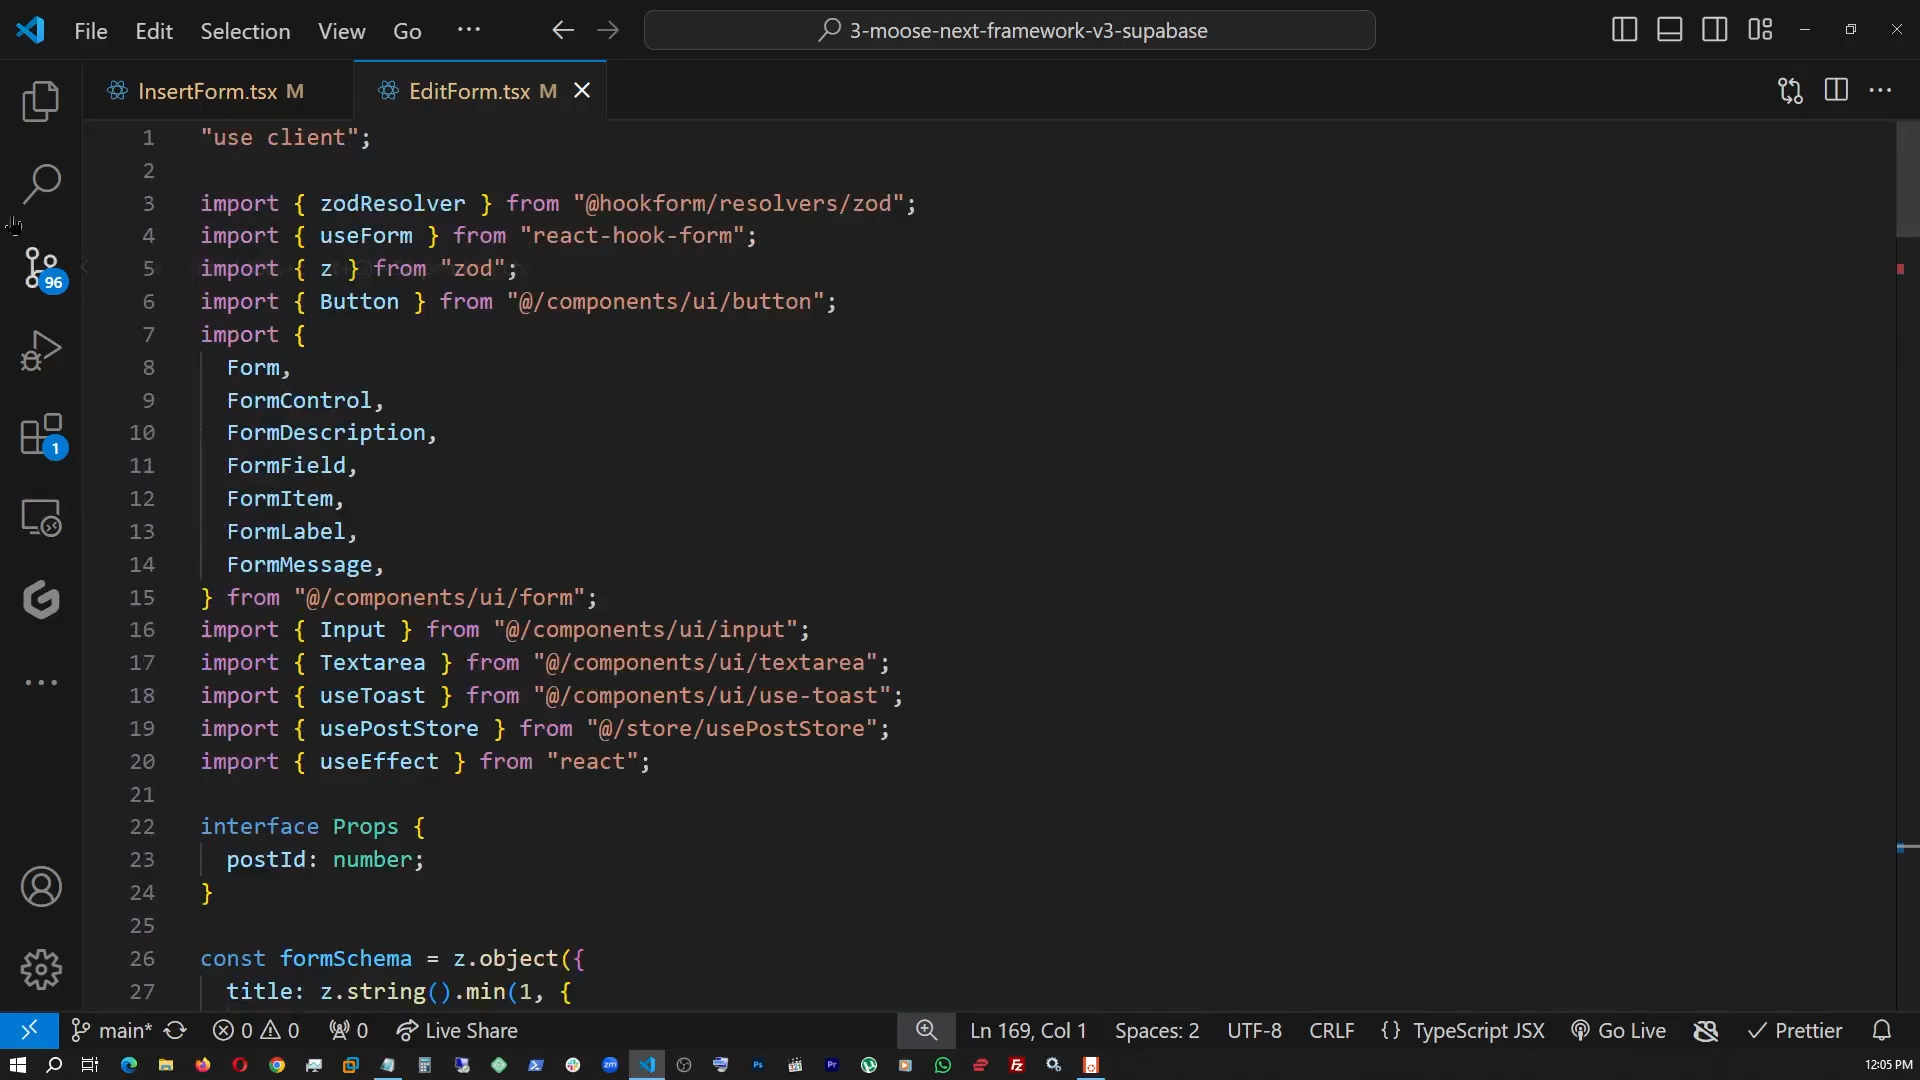 File Edit Selection View Go ···
3-moose-next-framework-v3-supabase
InsertForm.tsx M
EditForm.tsx M
1 "use client";
2
3 import { zodResolver } from "@hookform/resolvers/zod";
4 import { useForm } from "react-hook-form";
5 import { z } from "zod";
6 import { Button } from "@/components/ui/button";
7 import {
8 Form,
9 FormControl,
10 FormDescription,
11 FormField,
12 FormItem,
13 FormLabel,
14 FormMessage,
15 } from "@/components/ui/form";
16 import { Input } from "@/components/ui/input";
17 import { Textarea } from "@/components/ui/textarea";
18 import { useToast } from "@/components/ui/use-toast";
19 import { usePostStore } from "@/store/usePostStore";
20 import { useEffect } from "react";
21
22 interface Props {
23 postId: number;
24 }
25
26 const formSchema = z.object({
27 title: z.string().min(1, {
96
1
main* 0 0 0 Live Share
Ln 169, Col 1 Spaces: 2 UTF-8 CRLF {} TypeScript JSX Go Live Prettier
zm Ps Pr Fz
12:05 PM